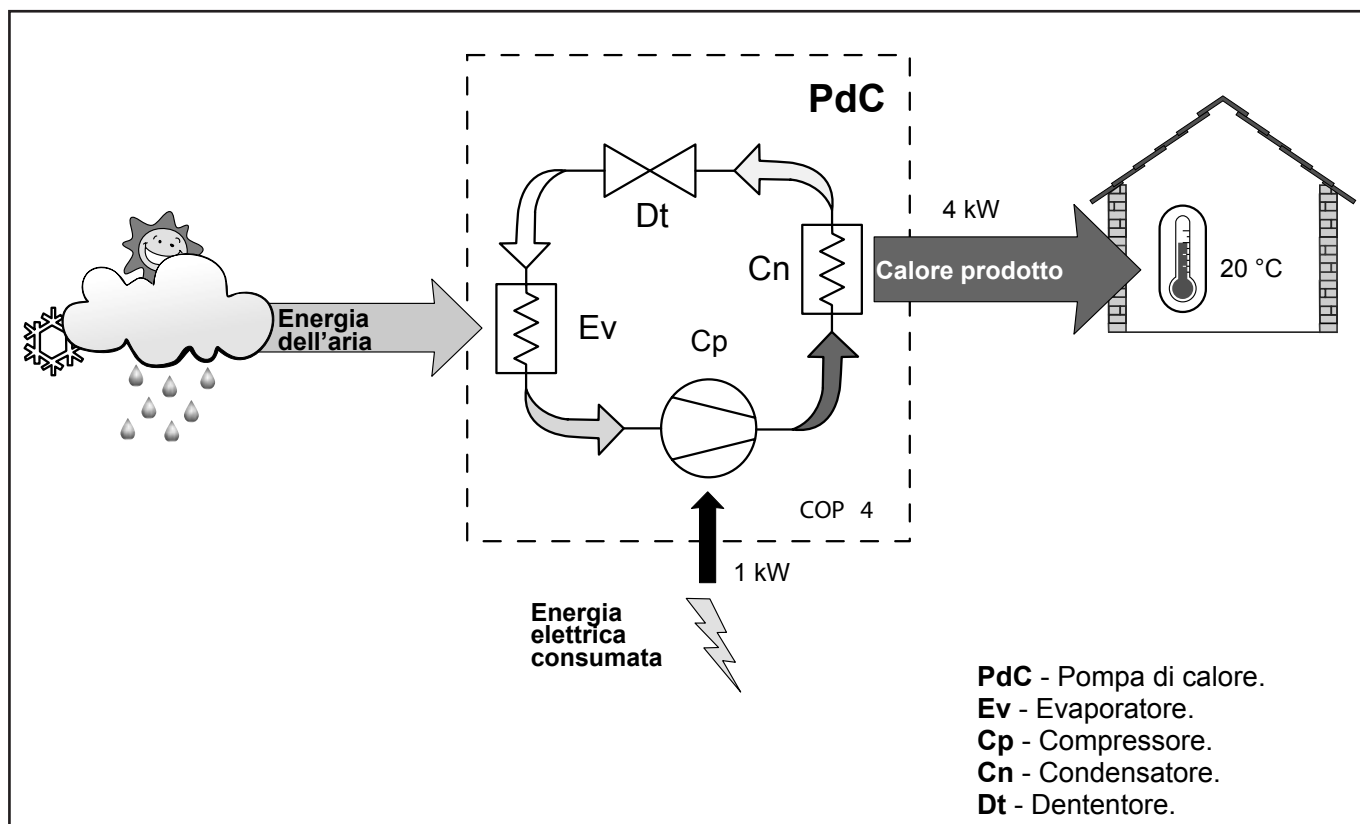 PdC
Dt
4 kW
Cn
Calore prodotto
20 °C
Energia
dell'aria
Ev
Cp
COP 4
1 kW
Energia
elettrica
consumata
PdC - Pompa di calore.
Ev - Evaporatore.
Cp - Compressore.
Cn - Condensatore.
Dt - Dententore.